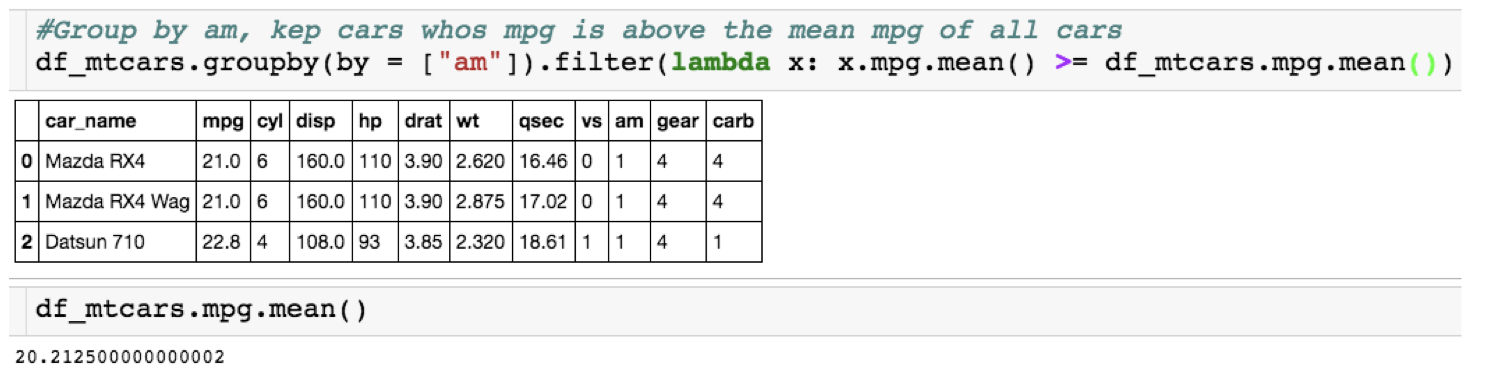 #Group by am, kep cars whos mpg is above the mean mpg of all cars
df_mtcars.groupby(by = ["am"]).filter(lambda x: x.mpg.mean() >= df_mtcars.mpg.mean())
car_name mpg cyl disp hp drat wt qsec vs am gear carb
0 Mazda RX4 21.0 6 160.0 110 3.90 2.620 16.46 0 1 4 4
1 Mazda RX4 Wag 21.0 6 160.0 110 3.90 2.875 17.02 0 1 4 4
2 Datsun 710 22.8 4 108.0 93 3.85 2.320 18.61 1 1 4 1
df_mtcars.mpg.mean()
20.212500000000002